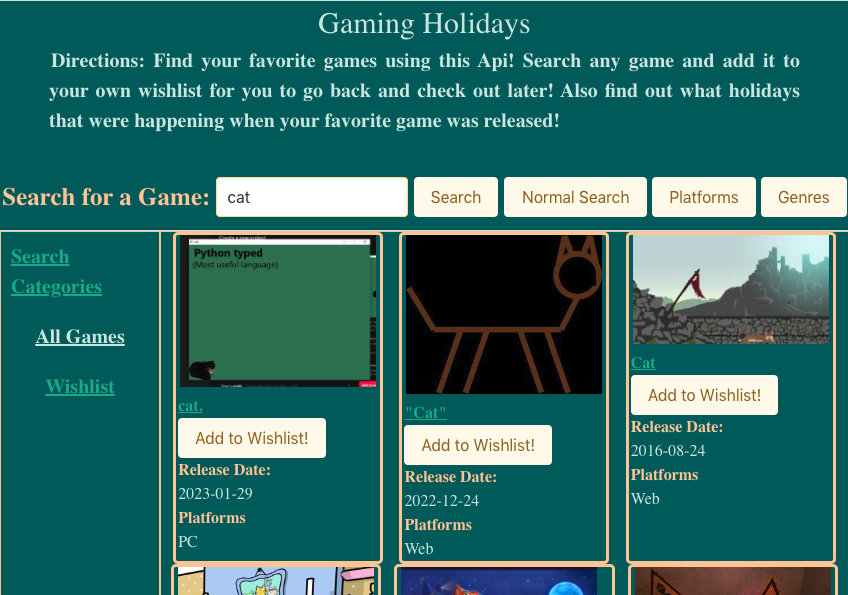 Gaming Holidays
Directions: Find your favorite games using this Api! Search any game and add it to
your own wishlist for you to go back and check out later! Also find out what holidays
that were happening when your favorite game was released!
Search for a Game: cat Search Normal Search Platforms Genres
Search
Categories
All Games
Wishlist
Create a new project
Python typed
(Most useful language)
cat.
Add to Wishlist!
Release Date:
2023-01-29
Platforms
PC
"Cat"
Add to Wishlist!
Release Date:
2022-12-24
Platforms
Web
Cat
Add to Wishlist!
Release Date:
2016-08-24
Platforms
Web